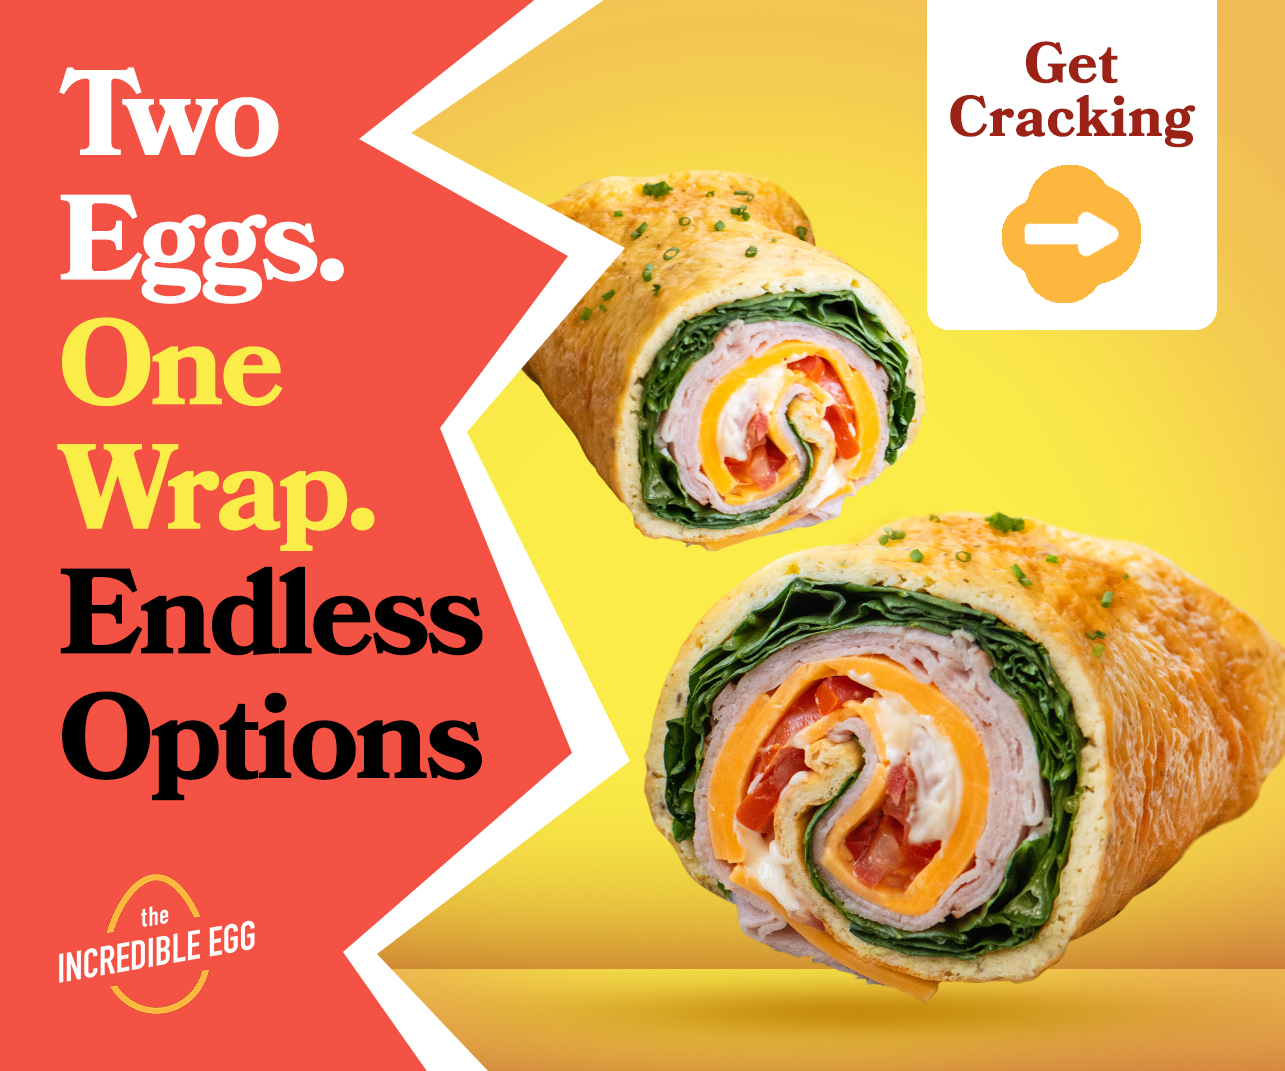 Two
Eggs.
One
Wrap.
Endless
Options
Get
Cracking
the
INCREDIBLE EGG